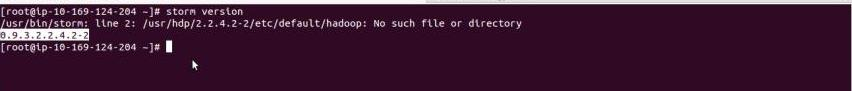 [root@ip-10-169-124-204 ~]# storm version
/usr/bin/storm: line 2: /usr/hdp/2.2.4.2-2/etc/default/hadoop: No such file or directory
0.9.3.2.2.4.2-2
[root@ip-10-169-124-204 ~]#